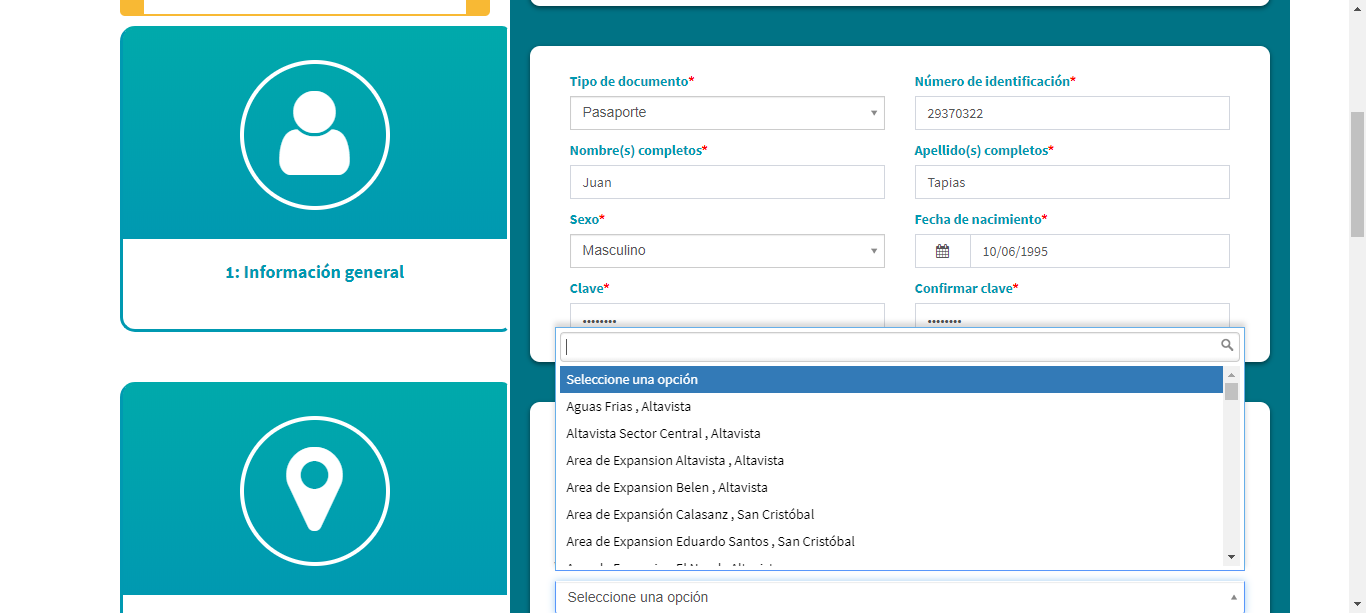 Tipo de documento*
Número de identificación*
Pasaporte
29370322
Nombre(s) completos*
Apellido(s) completos*
Juan
Tapias
Sexo*
Fecha de nacimiento*
Masculino
10/06/1995
1: Información general
Clave*
Confirmar clave*
••••••••
••••••••
Seleccione una opción
Aguas Frias , Altavista
Altavista Sector Central , Altavista
Area de Expansion Altavista , Altavista
Area de Expansion Belen , Altavista
Area de Expansión Calasanz , San Cristóbal
Area de Expansion Eduardo Santos , San Cristóbal
Seleccione una opción